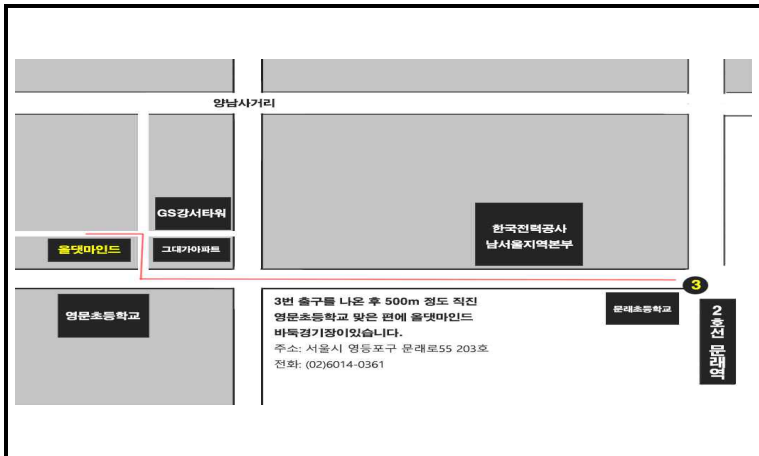 양남사거리
GS강서타워
한국전력공사
남서울지역본부
올댓마인드
그대가아파트
3
영문초등학교
3번 출구를 나온 후 500m 정도 직진
영문초등학교 맞은 편에 올댓마인드
바둑경기장이있습니다.
주소: 서울시 영등포구 문래로55 203호
전화: (02)6014-0361
문래초등학교
2호선 문래역